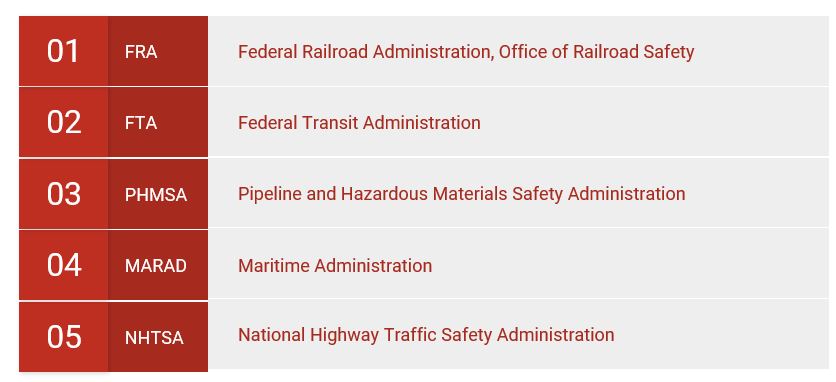 01 FRA Federal Railroad Administration, Office of Railroad Safety
02 FTA Federal Transit Administration
03 PHMSA Pipeline and Hazardous Materials Safety Administration
04 MARAD Maritime Administration
05 NHTSA National Highway Traffic Safety Administration